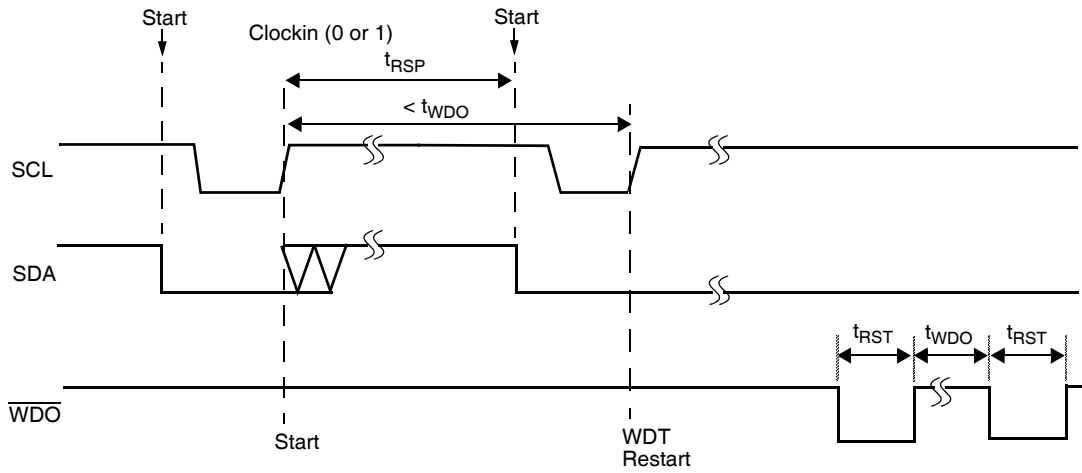 Start
Start
Clockin (0 or 1)
tRSP
< tWDO
SCL
SDA
tRST
tWDO
tRST
WDO
Start
WDT
Restart